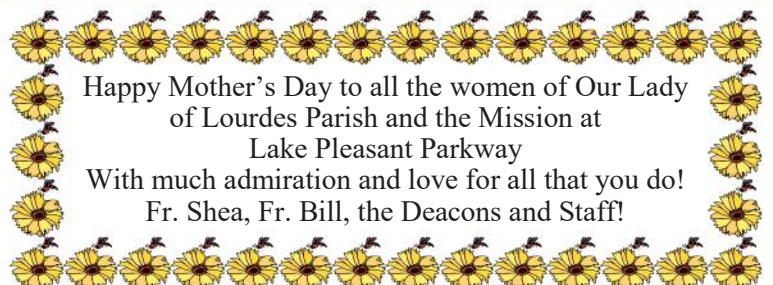 Happy Mother’s Day to all the women of Our Lady
of Lourdes Parish and the Mission at
Lake Pleasant Parkway
With much admiration and love for all that you do!
Fr. Shea, Fr. Bill, the Deacons and Staff!